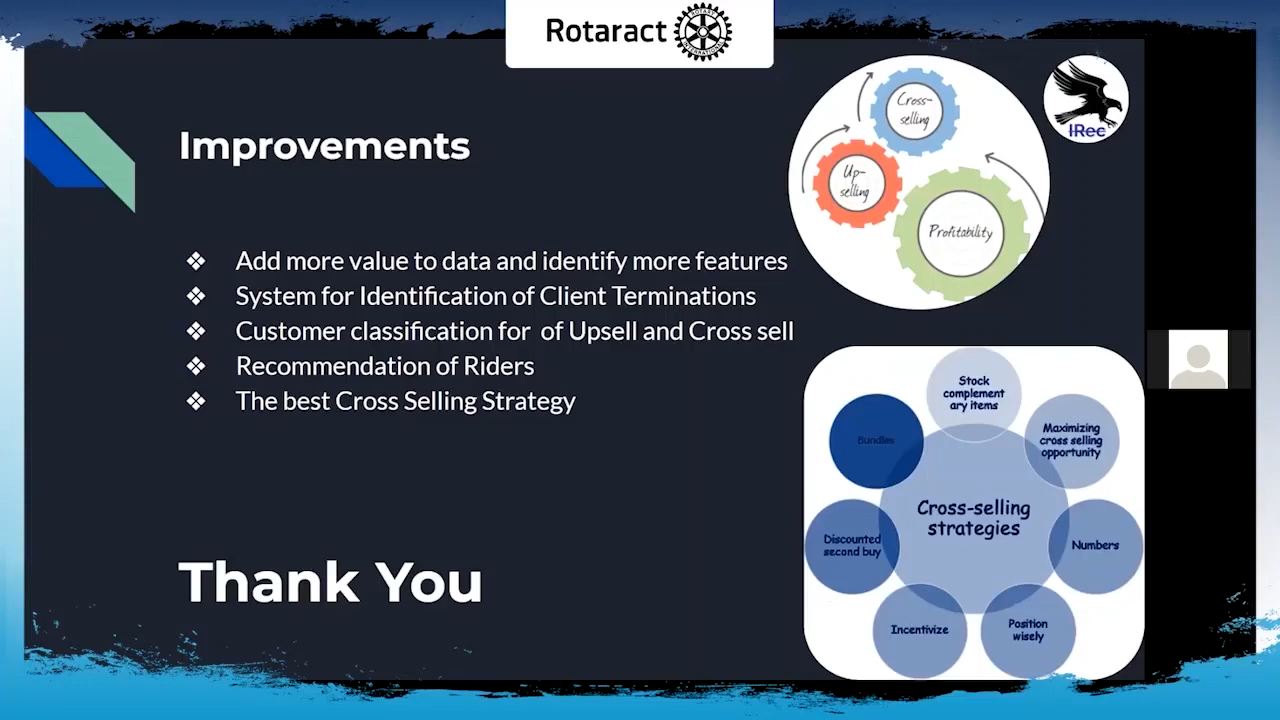 Rotaract
ROTARY
INTERNATIONAL
IRec
Improvements
❖ Add more value to data and identify more features
❖ System for Identification of Client Terminations
❖ Customer classification for  of Upsell and Cross sell
❖ Recommendation of Riders
❖ The best Cross Selling Strategy
Thank You
Cross-
selling
Up-
selling
Profitability
Stock
complement
ary items
Bundles
Maximizing
cross selling
opportunity
Cross-selling
strategies
Discounted
second buy
Numbers
Incentivize
Position
wisely